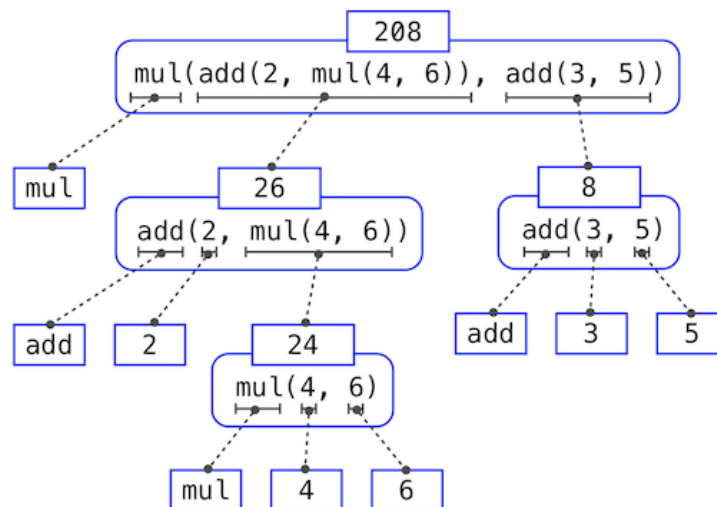 208
mul(add(2, mul(4, 6)), add(3, 5))
mul
26
8
add(2, mul(4, 6))
add(3, 5)
add
2
24
add
3
5
mul(4, 6)
mul
4
6